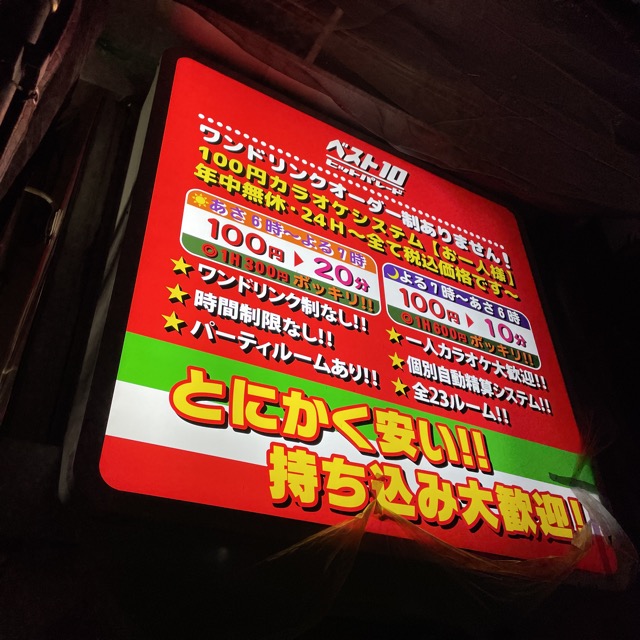 ベスト10
ヒットパレード
ワンドリンクオーダー制ありません!
100円カラオケシステム【お一人様】
年中無休・24H〜全て税込価格です〜
あさ6時〜よる7時
100円▶20分
◎1H300円ポッキリ!!
よる7時〜あさ6時
100円▶10分
◎1H600円ポッキリ!!
★ワンドリンク制なし!!
★時間制限なし!!
★パーティルームあり!!
★一人カラオケ大歓迎!!
★個別自動精算システム!!
★全23ルーム!!
とにかく安い!!
持ち込み大歓迎!